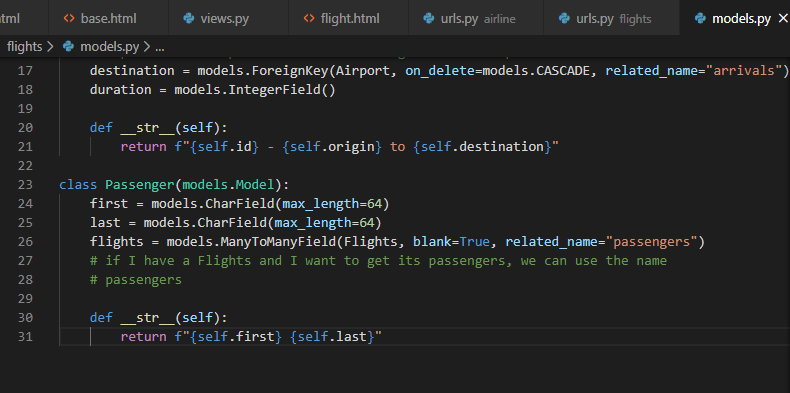 ntml base.html views.py flight.html urls.py airline urls.py flights models.py
flights > models.py > ...
17 destination = models.ForeignKey(Airport, on_delete=models.CASCADE, related_name="arrivals")
18 duration = models.IntegerField()
19
20 def __str__(self):
21 return f"{self.id} - {self.origin} to {self.destination}"
22
23 class Passenger(models.Model):
24 first = models.CharField(max_length=64)
25 last = models.CharField(max_length=64)
26 flights = models.ManyToManyField(Flights, blank=True, related_name="passengers")
27 # if I have a Flights and I want to get its passengers, we can use the name
28 # passengers
29
30 def __str__(self):
31 return f"{self.first} {self.last}"